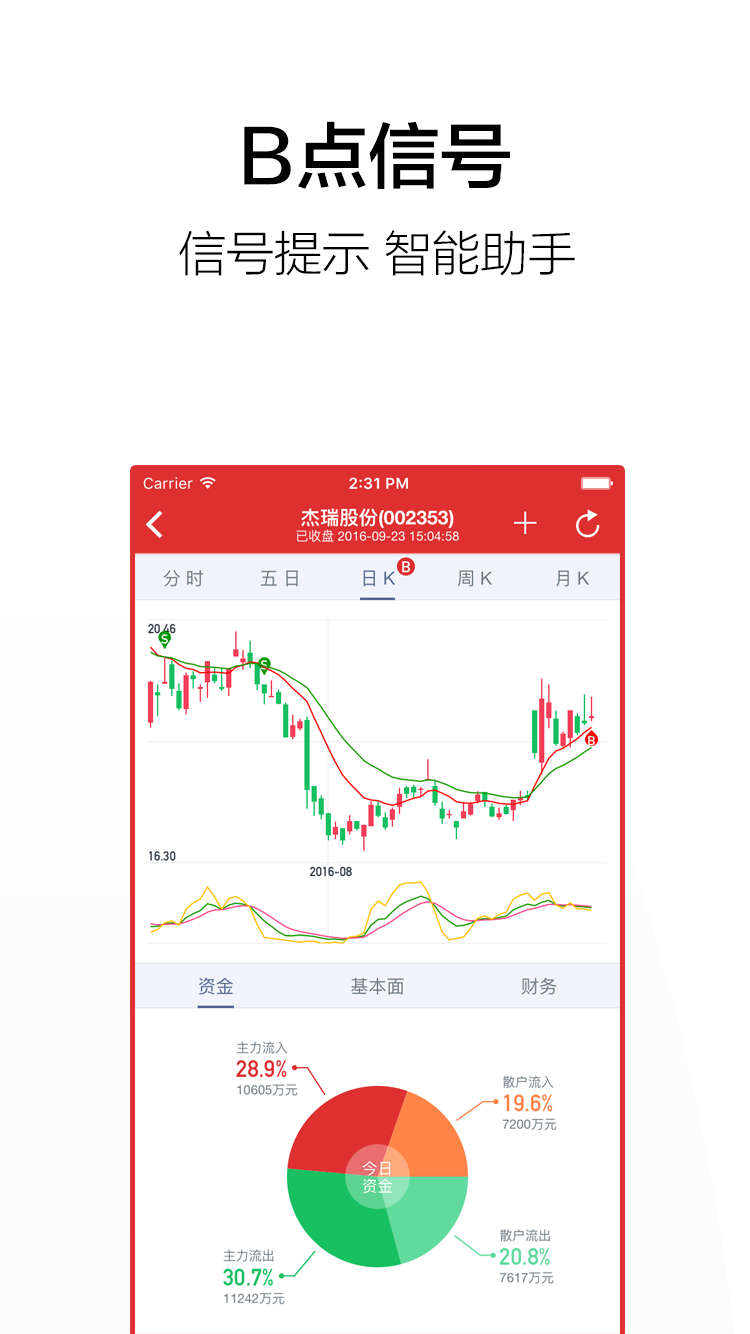 B点信号
信号提示 智能助手
Carrier 2:31 PM
杰瑞股份(002353)
已收盘 2016-09-23 15:04:58
分时 五日 日K B 周K 月K
20.46
S
S
B
16.30
2016-08
资金 基本面 财务
主力流入
28.9%
10605万元
散户流入
19.6%
7200万元
今日
资金
散户流出
20.8%
7617万元
主力流出
30.7%
11242万元